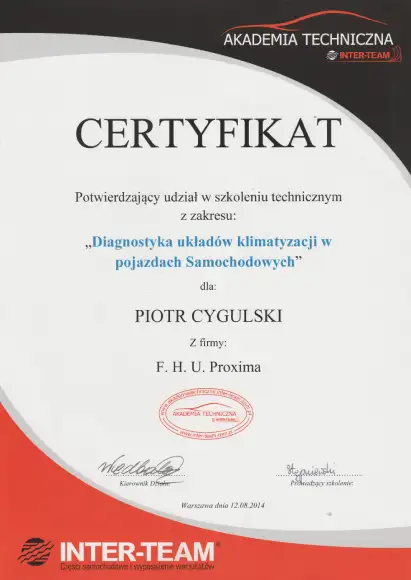 AKADEMIA TECHNICZNA
INTER-TEAM
CERTYFIKAT
Potwierdzający udział w szkoleniu technicznym
z zakresu:
„Diagnostyka układów klimatyzacji w
pojazdach Samochodowych”
dla:
PIOTR CYGULSKI
Z firmy:
F. H. U. Proxima
AKADEMIA TECHNICZNA
www.inter-team.com.pl
Kierownik Działu
Prowadzący szkolenie:
Warszawa dnia 12.08.2014
INTER-TEAM®
Części samochodowe i wyposażenie warsztatów